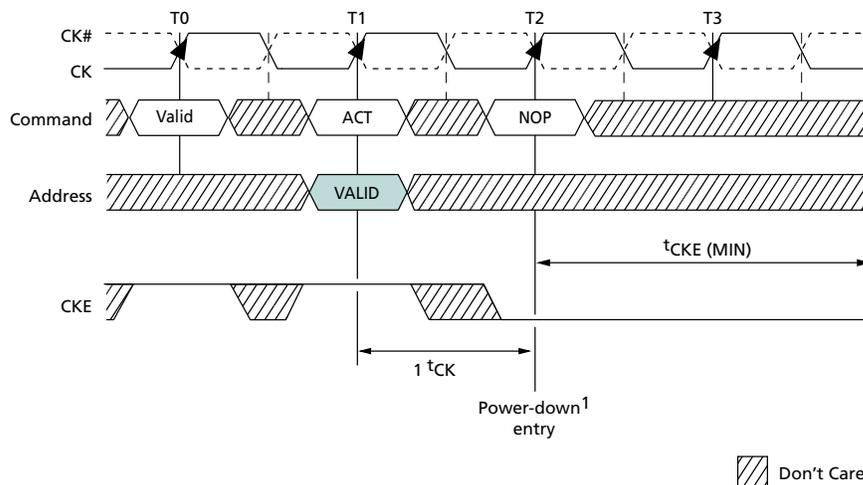 T0 T1 T2 T3
CK#
CK
Command Valid ACT NOP
Address VALID
tCKE (MIN)
CKE
1 tCK
Power-down1
entry
Don't Care